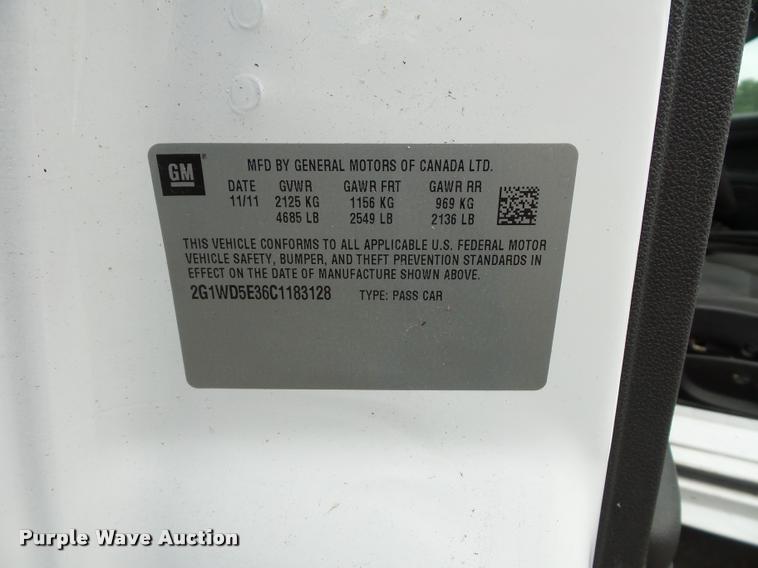 GM
MFD BY GENERAL MOTORS OF CANADA LTD.
DATE GVWR GAWR FRT GAWR RR
11/11 2125 KG 1156 KG 969 KG
4685 LB 2549 LB 2136 LB
THIS VEHICLE CONFORMS TO ALL APPLICABLE U.S. FEDERAL MOTOR
VEHICLE SAFETY, BUMPER, AND THEFT PREVENTION STANDARDS IN
EFFECT ON THE DATE OF MANUFACTURE SHOWN ABOVE.
2G1WD5E36C1183128 TYPE: PASS CAR
Purple Wave Auction